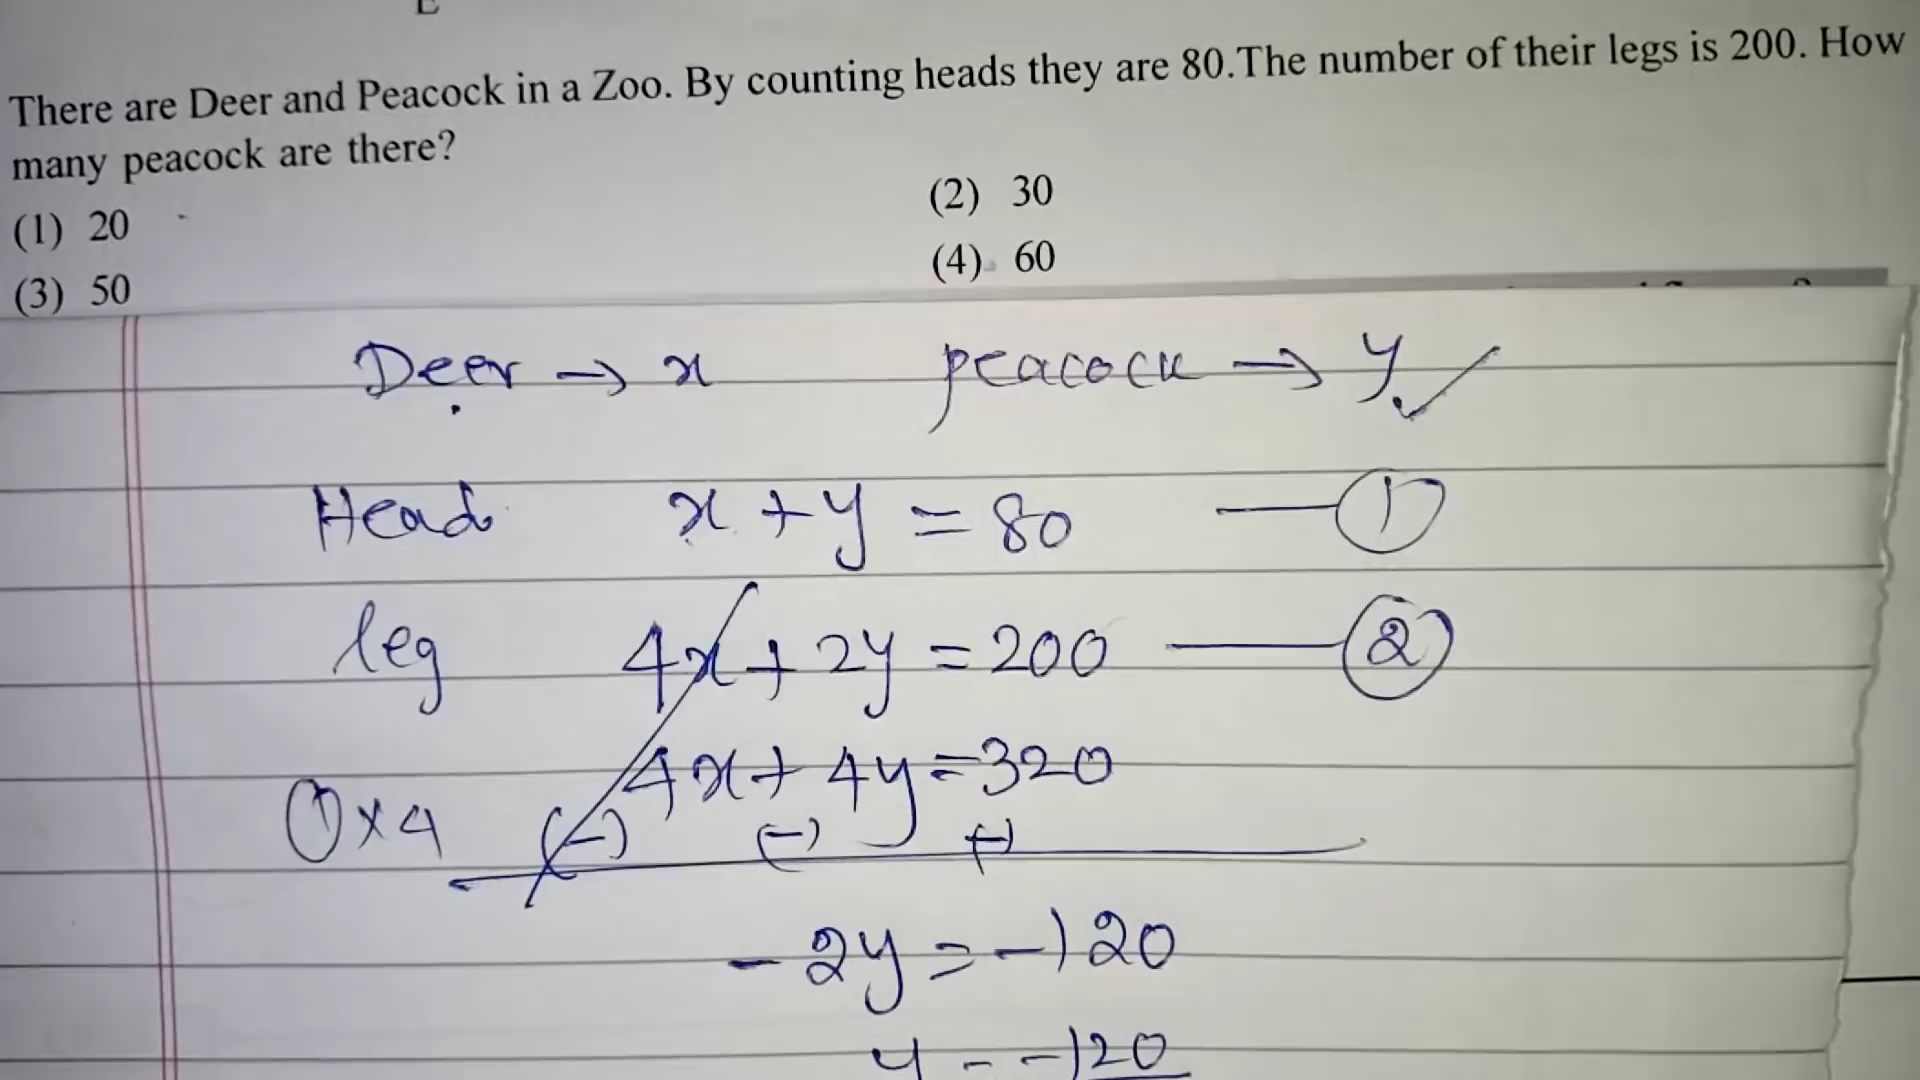 There are Deer and Peacock in a Zoo. By counting heads they are 80.The number of their legs is 200. How
many peacock are there?
(1) 20
(2) 30
(3) 50
(4) 60
Deer → x peacock → y ✓
Head x + y = 80 — ①
leg 4x + 2y = 200 — ②
①×4 4x + 4y = 320
(-) (-) (-)
- 2y = -120
y = -120